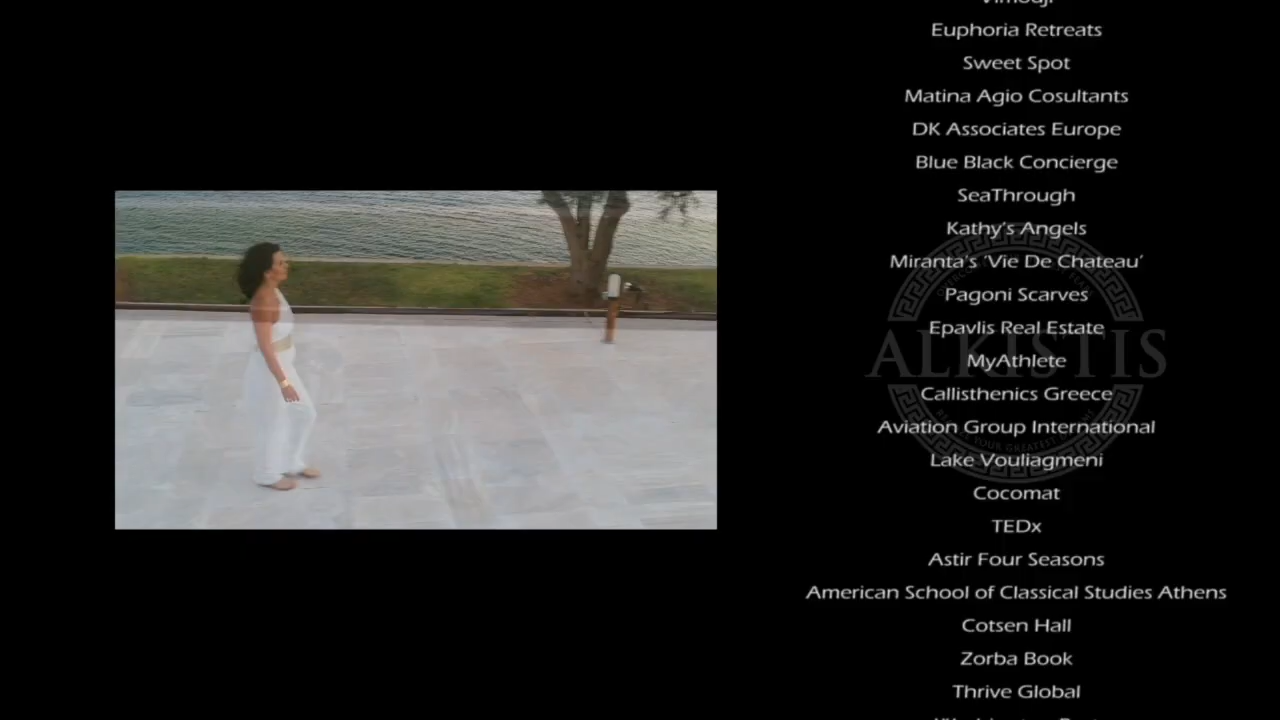 Euphoria Retreats
Sweet Spot
Matina Agio Cosultants
DK Associates Europe
Blue Black Concierge
SeaThrough
Kathy's Angels
Miranta's 'Vie De Chateau'
Pagoni Scarves
Epavlis Real Estate
ALKISTIS
MyAthlete
Callisthenics Greece
Aviation Group International
YOUR GREATEST
Lake Vouliagmeni
Cocomat
TEDx
Astir Four Seasons
American School of Classical Studies Athens
Cotsen Hall
Zorba Book
Thrive Global